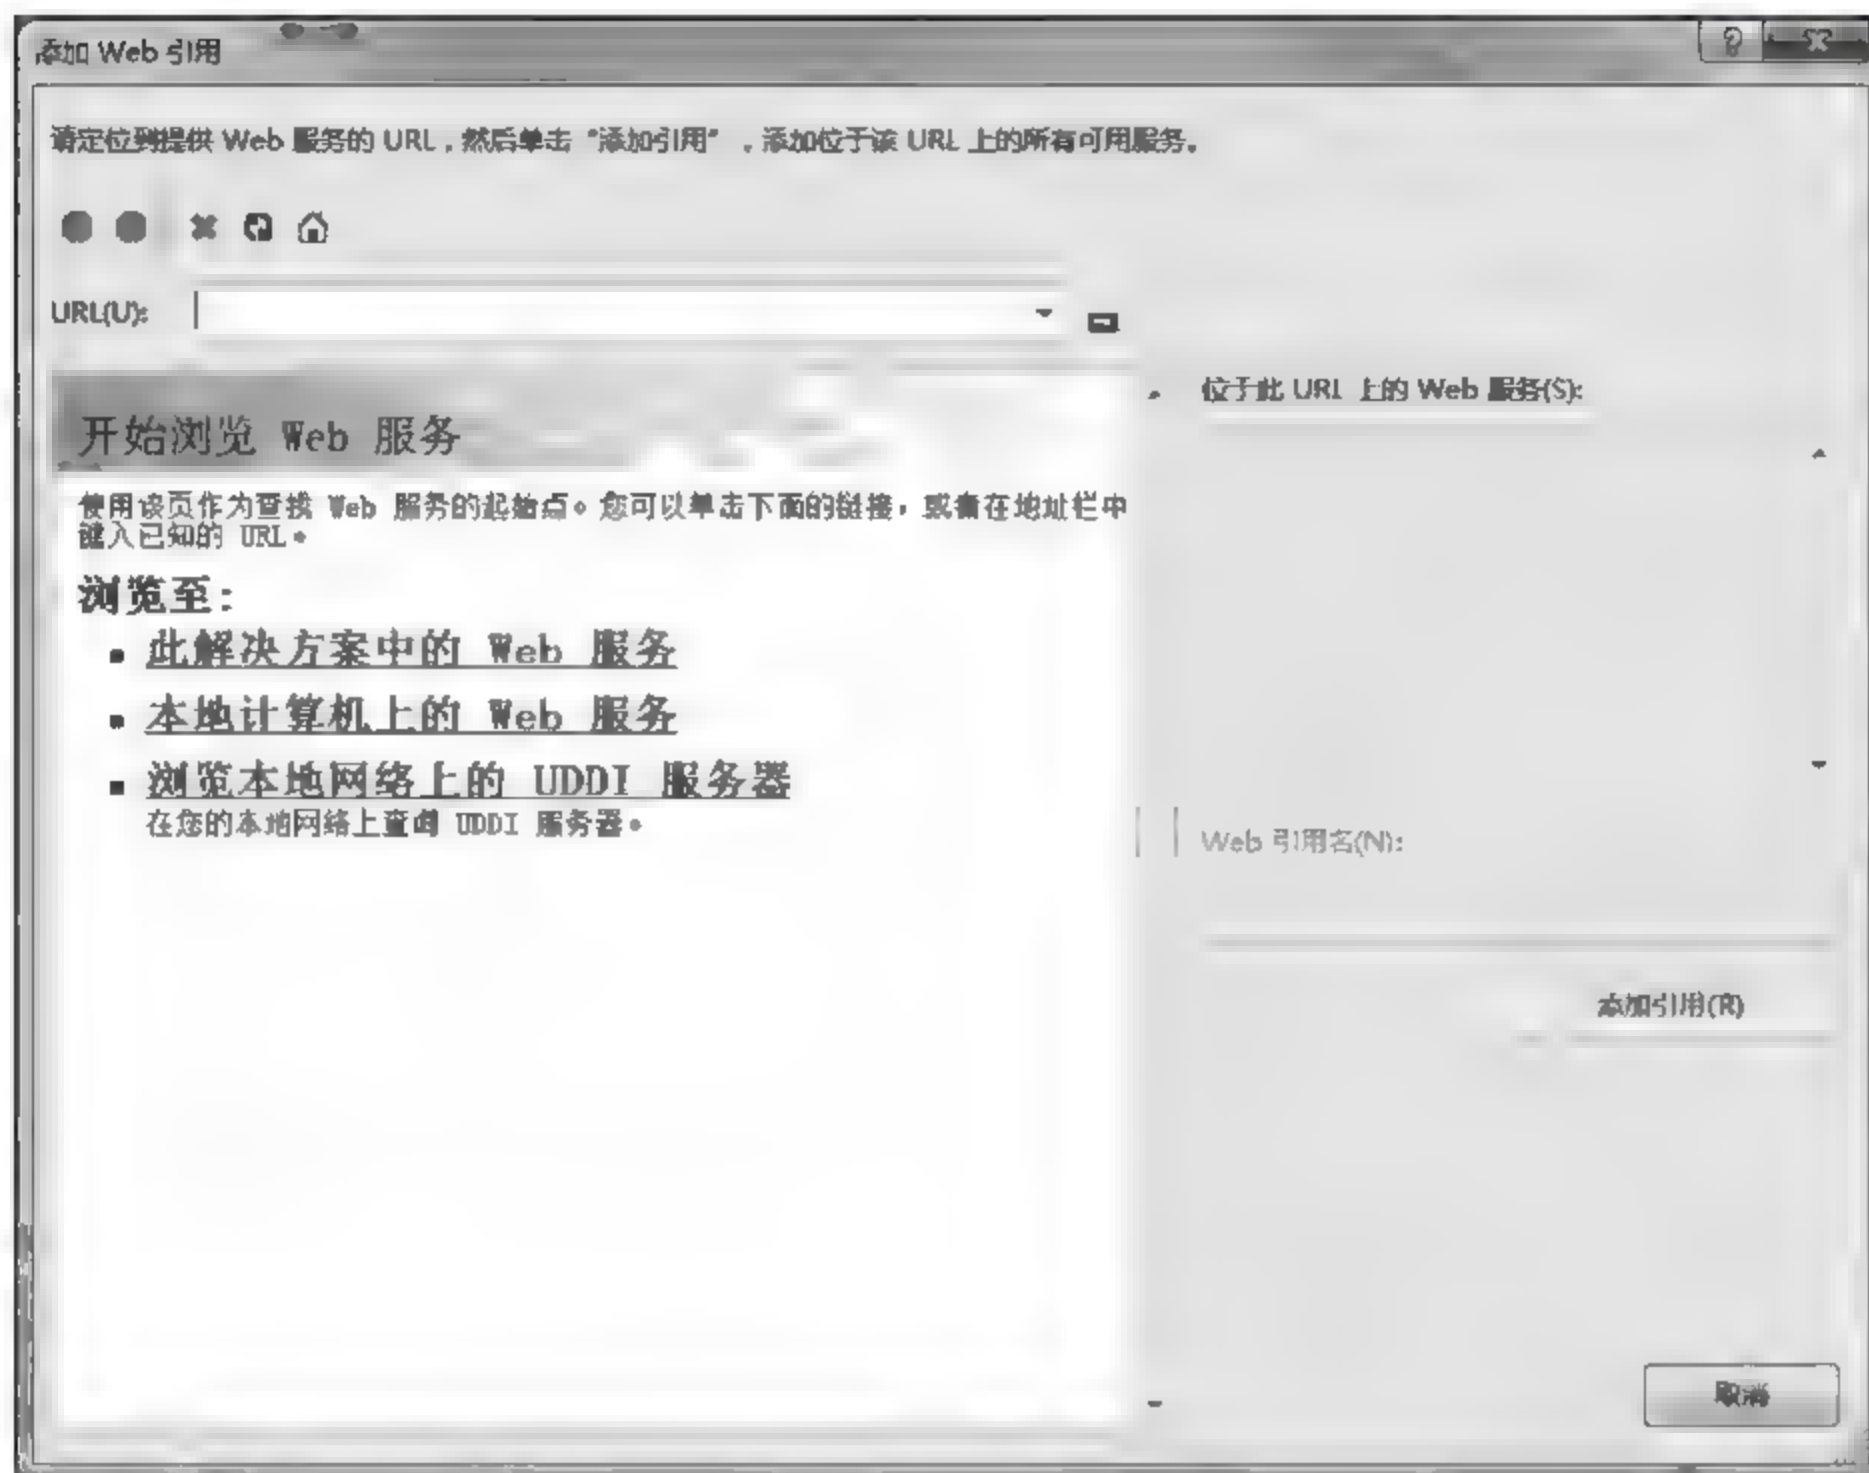 添加 Web 引用
请定位到提供 Web 服务的 URL，然后单击“添加引用”，添加位于该 URL 上的所有可用服务。
URL(U):
位于此 URL 上的 Web 服务(S):
开始浏览 Web 服务
使用该页作为查找 Web 服务的起始点。您可以单击下面的链接，或者在地址栏中
键入已知的 URL。
浏览至:
▪ 此解决方案中的 Web 服务
▪ 本地计算机上的 Web 服务
▪ 浏览本地网络上的 UDDI 服务器
在您的本地网络上查询 UDDI 服务器。
Web 引用名(N):
添加引用(R)
取消